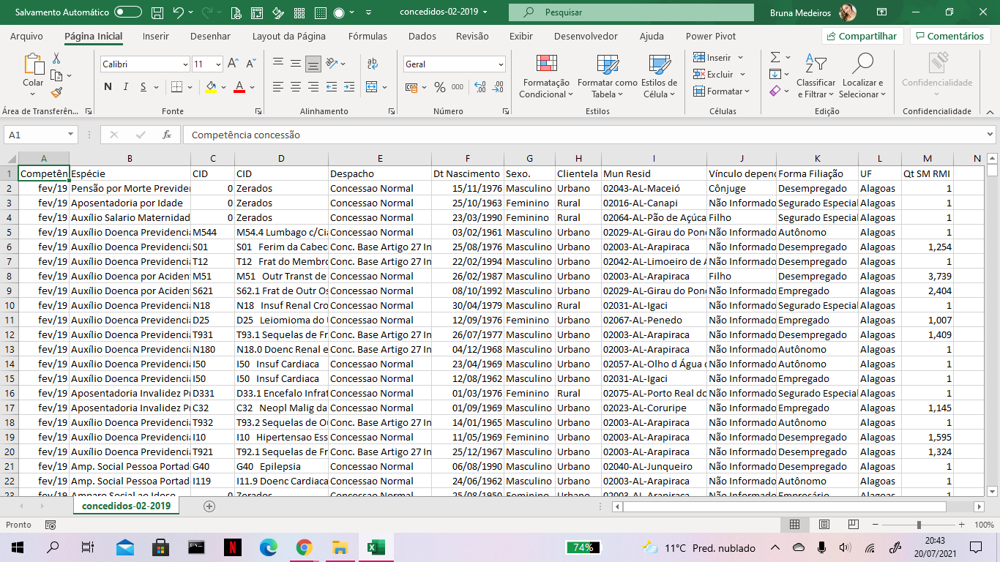 Salvamento Automático concedidos-02-2019 Pesquisar Bruna Medeiros
Arquivo Página Inicial Inserir Desenhar Layout da Página Fórmulas Dados Revisão Exibir Desenvolvedor Ajuda Power Pivot Compartilhar Comentários
Colar Calibri 11 Geral Formatação Condicional Formatar como Tabela Estilos de Célula Inserir Excluir Formatar Classificar e Filtrar Localizar e Selecionar Confidencialidade
N I S A A A ab c % 000
Área de Transferên... Fonte Alinhamento Número Estilos Células Edição Confidencialidade
A1 fx Competência concessão
A B C D E F G H I J K L M N
1 Competên Espécie CID CID Despacho Dt Nascimento Sexo. Clientela Mun Resid Vínculo depend Forma Filiação UF Qt SM RMI
2 fev/19 Pensão por Morte Previden 0 Zerados Concessao Normal 15/11/1976 Masculino Urbano 02043-AL-Maceió Cônjuge Desempregado Alagoas 1
3 fev/19 Aposentadoria por Idade 0 Zerados Concessao Normal 25/10/1963 Feminino Rural 02016-AL-Canapi Não Informado Segurado Especial Alagoas 1
4 fev/19 Auxílio Salario Maternidad 0 Zerados Concessao Normal 23/03/1990 Feminino Rural 02064-AL-Pão de Açúca Filho Segurado Especial Alagoas 1
5 fev/19 Auxílio Doenca Previdencia M544 M54.4 Lumbago c/Cia Concessao Normal 03/02/1961 Masculino Urbano 02029-AL-Girau do Pon Não Informado Autônomo Alagoas 1
6 fev/19 Auxílio Doenca Previdencia S01 S01 Ferim da Cabec Conc. Base Artigo 27 In 25/08/1976 Masculino Urbano 02003-AL-Arapiraca Não Informado Desempregado Alagoas 1,254
7 fev/19 Auxílio Doenca Previdencia T12 T12 Frat do Membro Conc. Base Artigo 27 In 22/02/1994 Masculino Urbano 02042-AL-Limoeiro de A Não Informado Desempregado Alagoas 1
8 fev/19 Auxílio Doenca por Aciden M51 M51 Outr Transt de Concessao Normal 26/02/1987 Masculino Urbano 02003-AL-Arapiraca Filho Desempregado Alagoas 3,739
9 fev/19 Auxílio Doenca por Aciden S621 S62.1 Frat de Outr Os Concessao Normal 08/10/1992 Masculino Urbano 02029-AL-Girau do Pon Não Informado Empregado Alagoas 2,404
10 fev/19 Auxílio Doenca Previdencia N18 N18 Insuf Renal Cro Concessao Normal 30/04/1979 Masculino Rural 02031-AL-Igaci Não Informado Segurado Especial Alagoas 1
11 fev/19 Auxílio Doenca Previdencia D25 D25 Leiomioma do Concessao Normal 12/09/1976 Feminino Urbano 02067-AL-Penedo Não Informado Empregado Alagoas 1,007
12 fev/19 Auxílio Doenca Previdencia T931 T93.1 Sequelas de Fr Conc. Base Artigo 27 In 26/07/1977 Masculino Urbano 02003-AL-Arapiraca Não Informado Desempregado Alagoas 1,409
13 fev/19 Auxílio Doenca Previdencia N180 N18.0 Doenc Renal e Conc. Base Artigo 27 In 04/12/1968 Masculino Urbano 02003-AL-Arapiraca Não Informado Autônomo Alagoas 1
14 fev/19 Auxílio Doenca Previdencia I50 I50 Insuf Cardiaca Concessao Normal 23/04/1969 Masculino Urbano 02057-AL-Olho d Água Não Informado Autônomo Alagoas 1
15 fev/19 Auxílio Doenca Previdencia I50 I50 Insuf Cardiaca Concessao Normal 12/08/1962 Masculino Urbano 02031-AL-Igaci Não Informado Empregado Alagoas 1
16 fev/19 Aposentadoria Invalidez Pr D331 D33.1 Encefalo Infrat Concessao Normal 01/03/1976 Feminino Rural 02075-AL-Porto Real do Não Informado Segurado Especial Alagoas 1
17 fev/19 Aposentadoria Invalidez Pr C32 C32 Neopl Malig da Concessao Normal 01/09/1969 Masculino Urbano 02023-AL-Coruripe Não Informado Empregado Alagoas 1,145
18 fev/19 Auxílio Doenca Previdencia T932 T93.2 Sequelas de Ou Conc. Base Artigo 27 In 14/01/1965 Masculino Urbano 02003-AL-Arapiraca Não Informado Autônomo Alagoas 1
19 fev/19 Auxílio Doenca Previdencia I10 I10 Hipertensao Ess Concessao Normal 11/05/1969 Feminino Urbano 02003-AL-Arapiraca Não Informado Desempregado Alagoas 1,595
20 fev/19 Auxílio Doenca Previdencia T921 T92.1 Sequelas de Fr Conc. Base Artigo 27 In 25/12/1967 Masculino Urbano 02003-AL-Arapiraca Não Informado Desempregado Alagoas 1,324
21 fev/19 Amp. Social Pessoa Portad G40 G40 Epilepsia Concessao Normal 06/08/1990 Masculino Urbano 02040-AL-Junqueiro Não Informado Desempregado Alagoas 1
22 fev/19 Amp. Social Pessoa Portad I119 I11.9 Doenc Cardiaca Concessao Normal 24/06/1962 Masculino Urbano 02003-AL-Arapiraca Não Informado Autônomo Alagoas 1
23 fev/19 Amparo Social ao Idoso 0 Zerados Concessao Normal 25/08/1950 Feminino Urbano 02003-AL-Arapiraca Não Informado Empresário Alagoas 1
concedidos-02-2019
Pronto 100%
74% 11°C Pred. nublado 20:43
20/07/2021